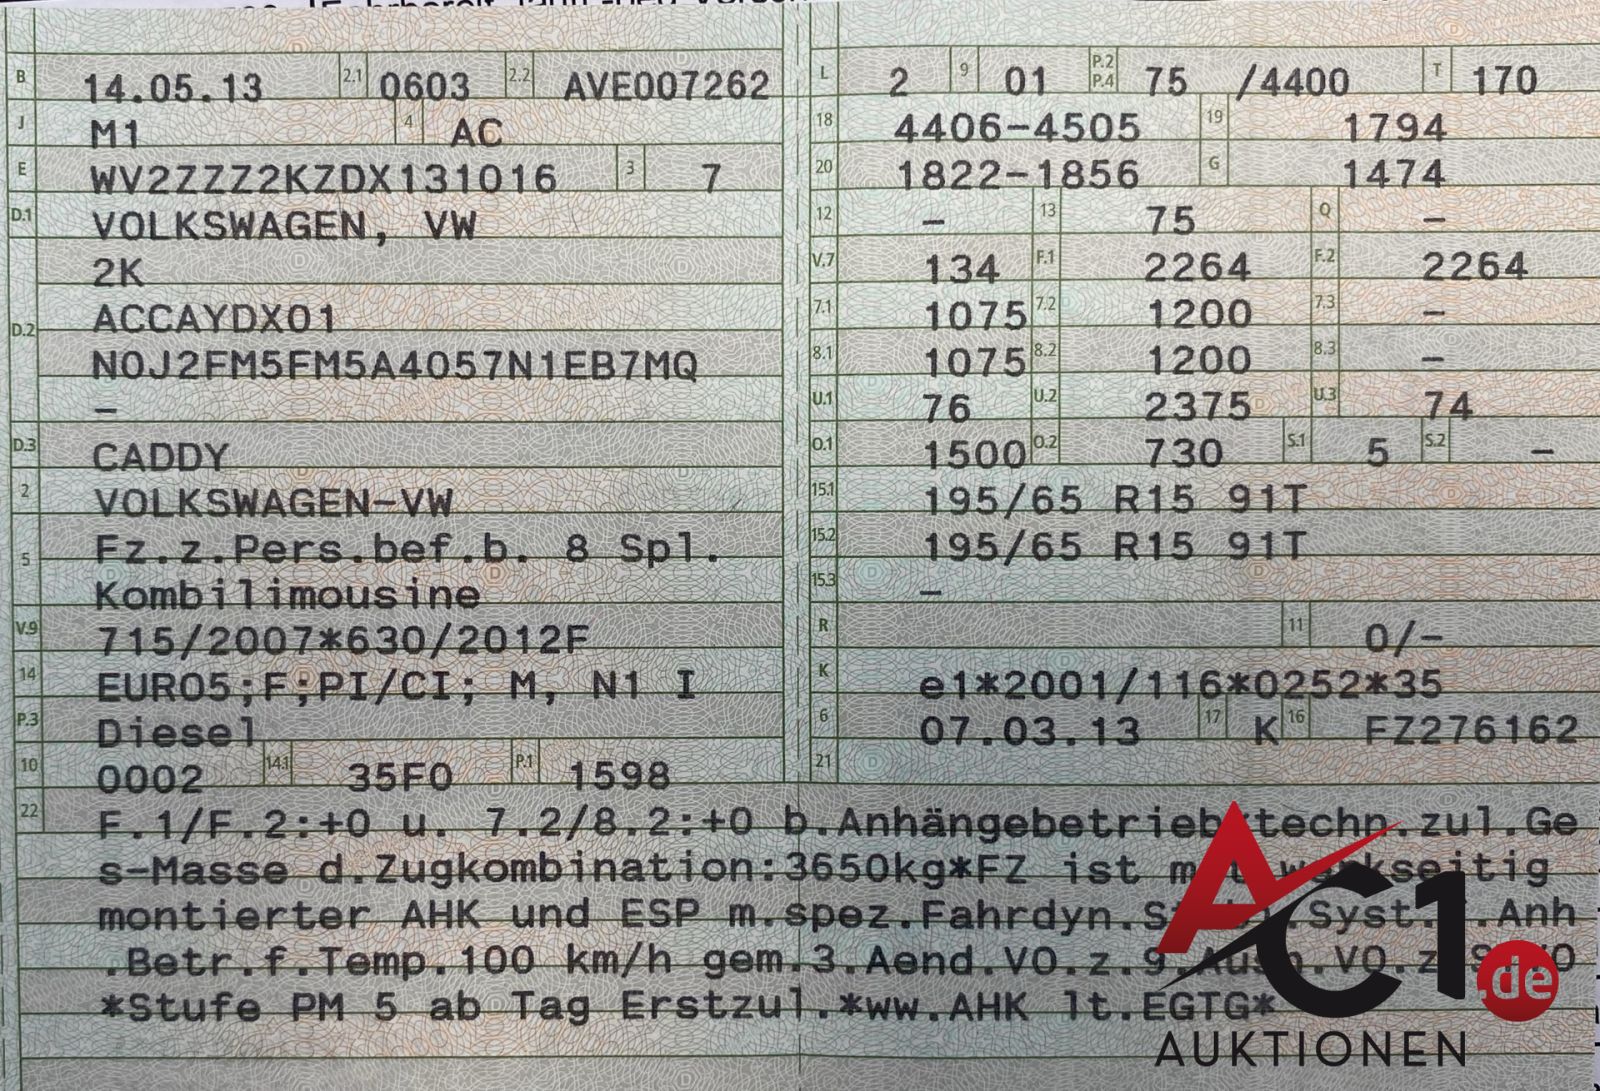 B 14.05.13 2.1 0603 2.2 AVE007262
J M1 4 AC
E WV2ZZZ2KZDX131016 3 7
D.1 VOLKSWAGEN, VW
2K
D.2 ACCAYDX01
N0J2FM5FM5A4057N1EB7MQ
–
D.3 CADDY
2 VOLKSWAGEN-VW
5 Fz.z.Pers.bef.b. 8 Spl.
Kombilimousine
V.9 715/2007*630/2012F
14 EURO5;F;PI/CI; M, N1 I
P.3 Diesel
10 0002 14.1 35F0 P.1 1598
L 2 9 01 P.2 P.4 75 /4400 T 170
18 4406-4505 19 1794
20 1822-1856 G 1474
12 – 13 75 Q –
V.7 134 F.1 2264 F.2 2264
7.1 1075 7.2 1200 7.3 –
8.1 1075 8.2 1200 8.3 –
U.1 76 U.2 2375 U.3 74
O.1 1500 O.2 730 S.1 5 S.2 –
15.1 195/65 R15 91T
15.2 195/65 R15 91T
15.3 –
R 11 0/-
K e1*2001/116*0252*35
6 07.03.13 17 K 16 FZ276162
21
22 F.1/F.2:+0 u. 7.2/8.2:+0 b.Anhängebetrieb*techn.zul.Ge
s-Masse d.Zugkombination:3650kg*FZ ist werkseitig
montierter AHK und ESP m.spez.Fahrdyn. Syst. .Anh
.Betr.f.Temp.100 km/h gem.3.Aend.VO.z.9.Ausn.VO.z
*Stufe PM 5 ab Tag Erstzul.*ww.AHK lt.EGTG*
AC1.de
AUKTIONEN